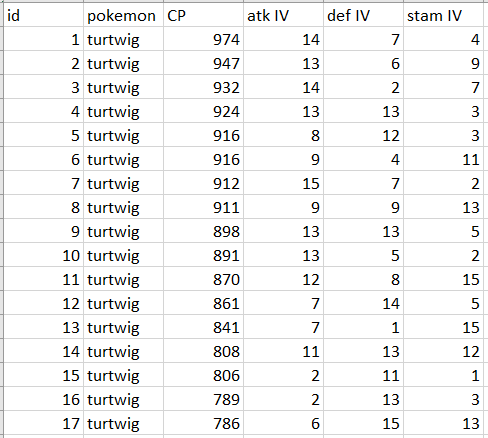 id pokemon CP atk IV def IV stam IV
1 turtwig 974 14 7 4
2 turtwig 947 13 6 9
3 turtwig 932 14 2 7
4 turtwig 924 13 13 3
5 turtwig 916 8 12 3
6 turtwig 916 9 4 11
7 turtwig 912 15 7 2
8 turtwig 911 9 9 13
9 turtwig 898 13 13 5
10 turtwig 891 13 5 2
11 turtwig 870 12 8 15
12 turtwig 861 7 14 5
13 turtwig 841 7 1 15
14 turtwig 808 11 13 12
15 turtwig 806 2 11 1
16 turtwig 789 2 13 3
17 turtwig 786 6 15 13